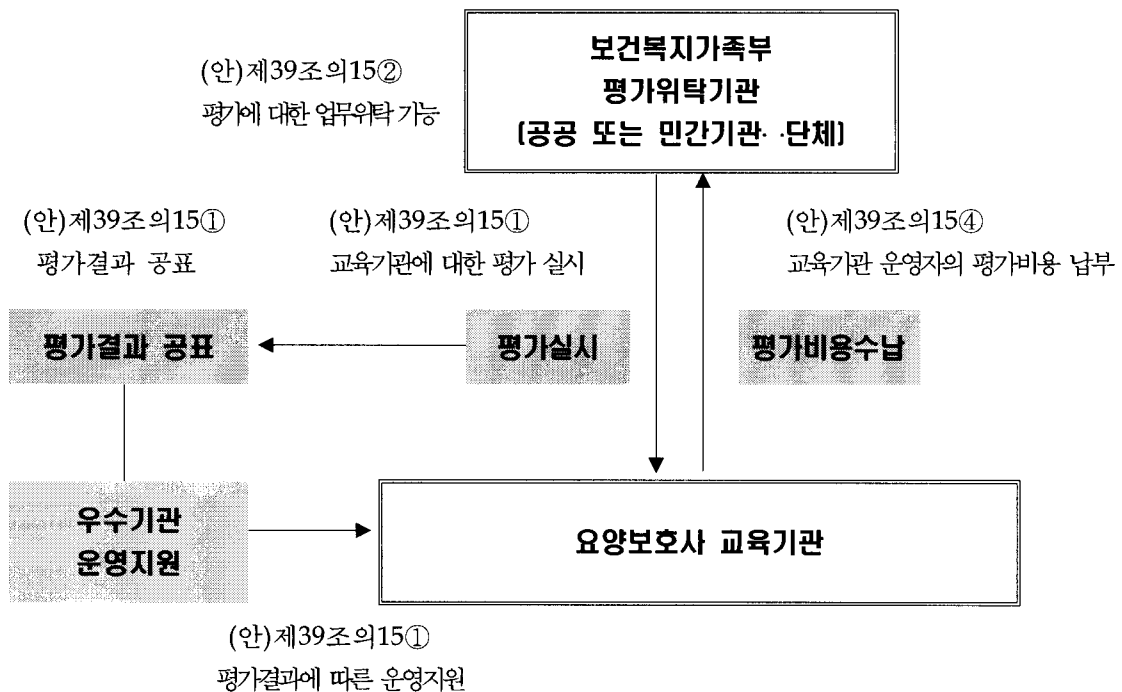 보건복지가족부
평가위탁기관
(공공 또는 민간기관··단체)
(안)제39조의15②
평가에 대한 업무위탁 가능
(안)제39조의15①
평가결과 공표
(안)제39조의15①
교육기관에 대한 평가 실시
(안)제39조의15④
교육기관 운영자의 평가비용 납부
평가결과 공표
평가실시
평가비용수납
우수기관
운영지원
요양보호사 교육기관
(안)제39조의15①
평가결과에 따른 운영지원